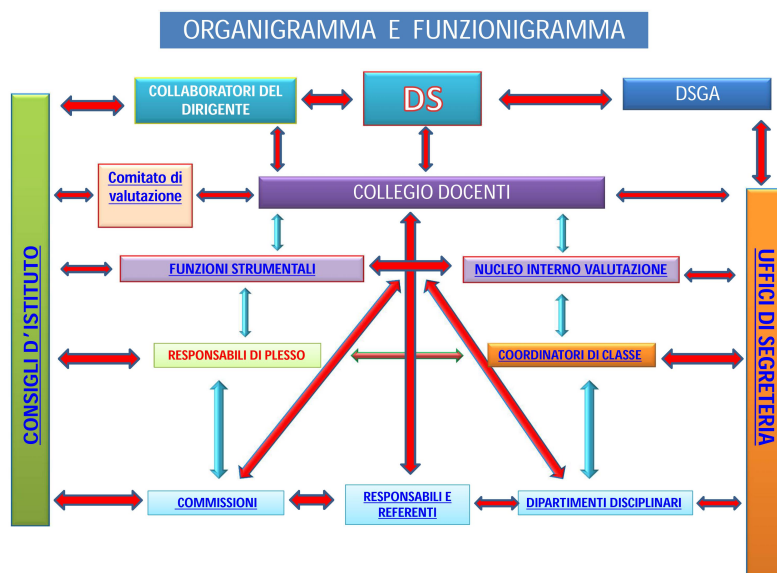 ORGANIGRAMMA E FUNZIONIGRAMMA
COLLABORATORI DEL
DIRIGENTE
DS
DSGA
Comitato di
valutazione
COLLEGIO DOCENTI
CONSIGLI D'ISTITUTO
FUNZIONI STRUMENTALI
NUCLEO INTERNO VALUTAZIONE
UFFICI DI SEGRETERIA
RESPONSABILI DI PLESSO
COORDINATORI DI CLASSE
COMMISSIONI
RESPONSABILI E
REFERENTI
DIPARTIMENTI DISCIPLINARI